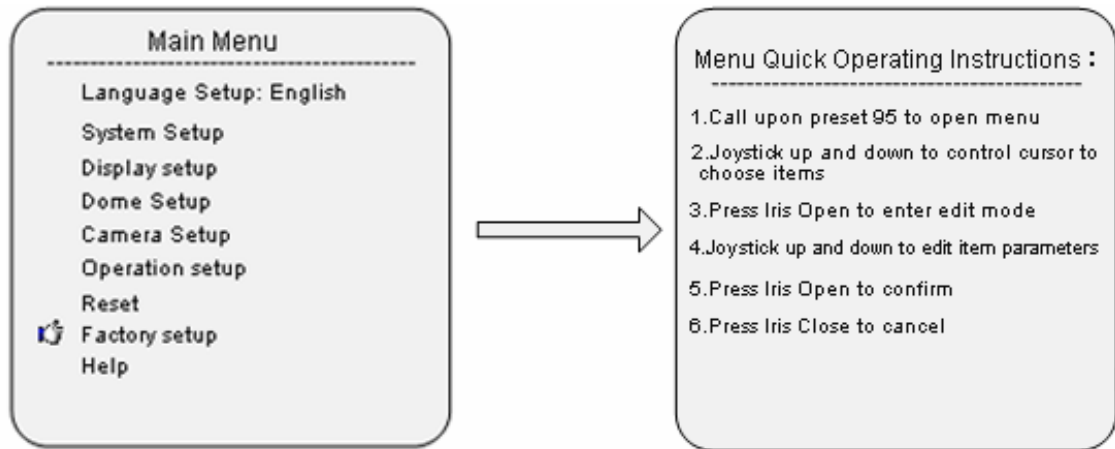 Main Menu
Language Setup: English
System Setup
Display setup
Dome Setup
Camera Setup
Operation setup
Reset
Factory setup
Help
Menu Quick Operating Instructions :
1.Call upon preset 95 to open menu
2.Joystick up and down to control cursor to
choose items
3.Press Iris Open to enter edit mode
4.Joystick up and down to edit item parameters
5.Press Iris Open to confirm
6.Press Iris Close to cancel